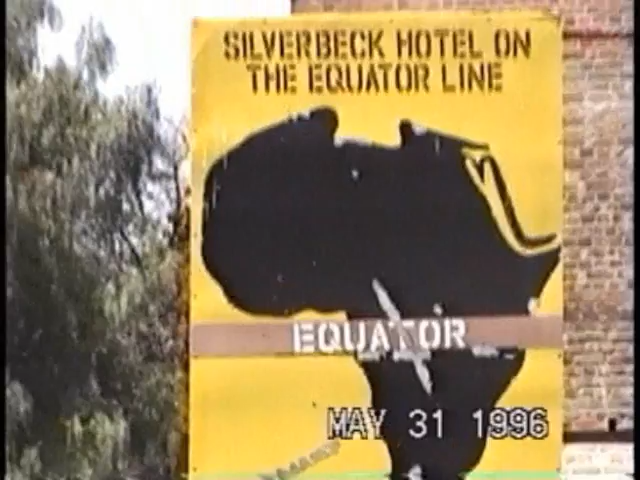 SILVERBECK HOTEL ON
THE EQUATOR LINE
EQUATOR
MAY 31 1996